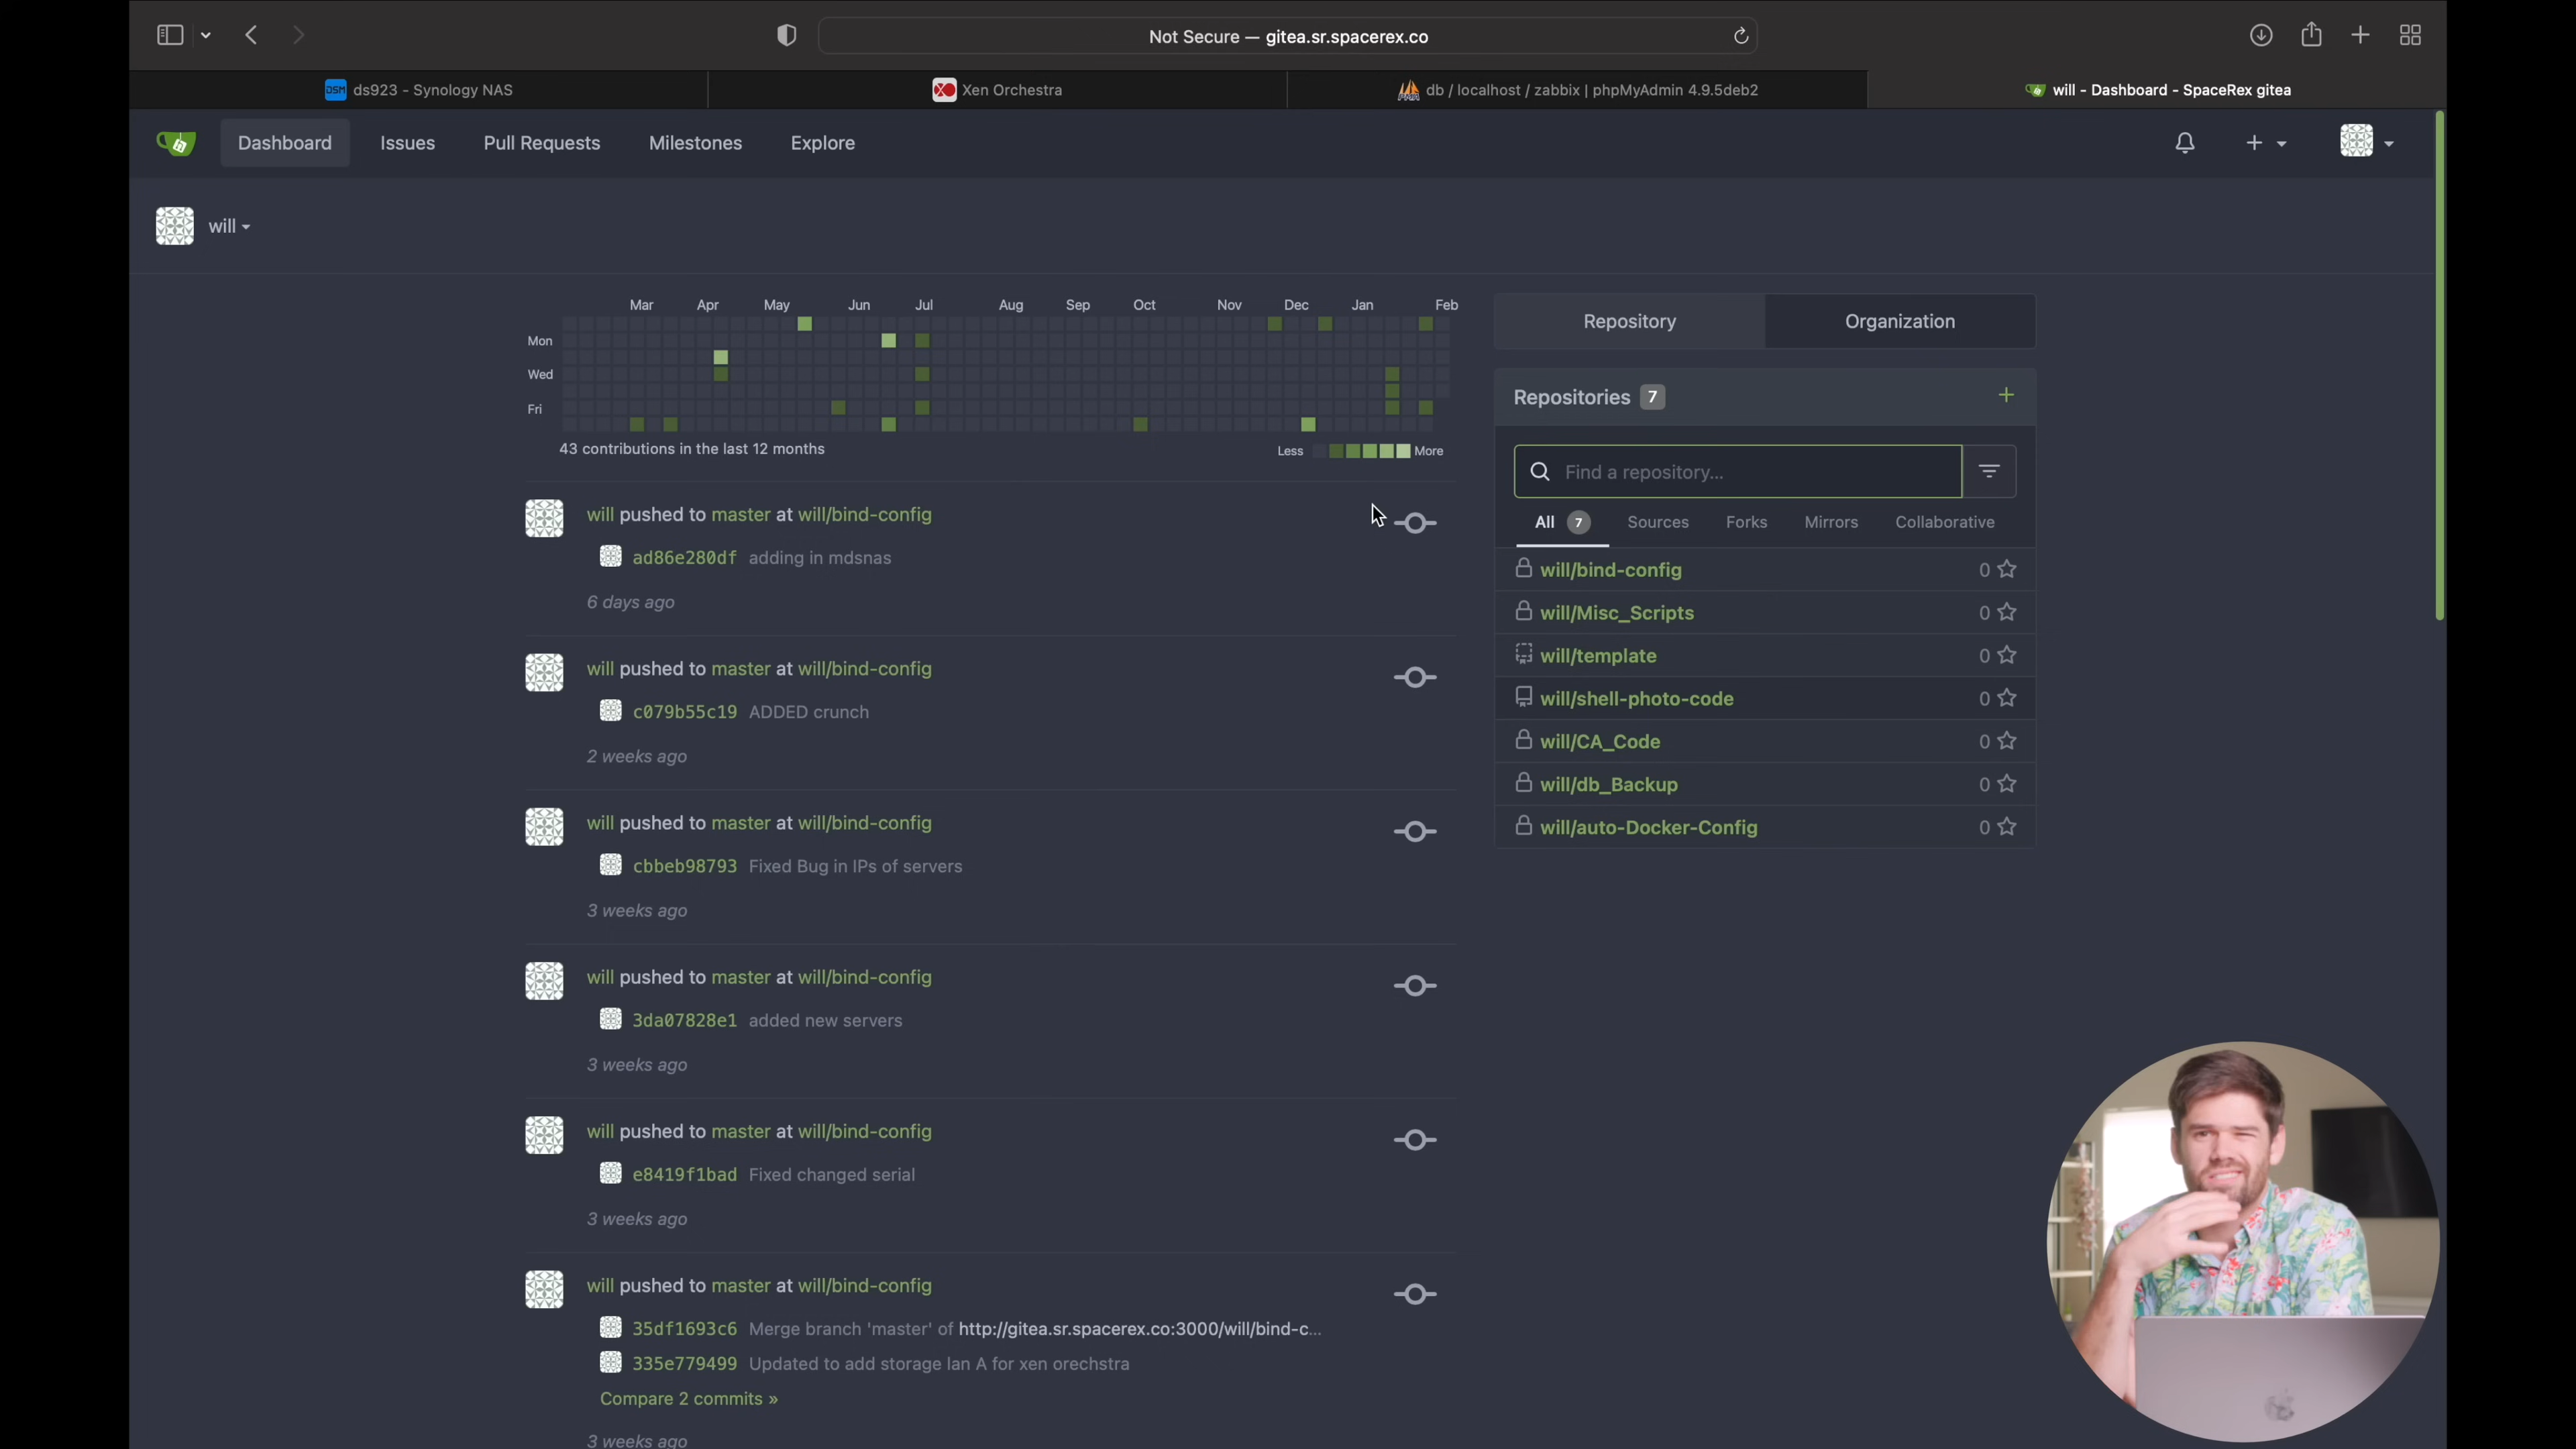 Not Secure — gitea.sr.spacerex.co
ds923 - Synology NAS
Xen Orchestra
db / localhost / zabbix | phpMyAdmin 4.9.5deb2
will - Dashboard - SpaceRex gitea
Dashboard
Issues
Pull Requests
Milestones
Explore
will
Mar Apr May Jun Jul Aug Sep Oct Nov Dec Jan Feb
Mon
Wed
Fri
43 contributions in the last 12 months
Less More
will pushed to master at will/bind-config
ad86e280df adding in mdsnas
6 days ago
will pushed to master at will/bind-config
c079b55c19 ADDED crunch
2 weeks ago
will pushed to master at will/bind-config
cbbeb98793 Fixed Bug in IPs of servers
3 weeks ago
will pushed to master at will/bind-config
3da07828e1 added new servers
3 weeks ago
will pushed to master at will/bind-config
e8419f1bad Fixed changed serial
3 weeks ago
will pushed to master at will/bind-config
35df1693c6 Merge branch 'master' of http://gitea.sr.spacerex.co:3000/will/bind-c...
335e779499 Updated to add storage lan A for xen orechstra
Compare 2 commits »
3 weeks ago
Repository
Organization
Repositories 7
Find a repository...
All 7 Sources Forks Mirrors Collaborative
will/bind-config 0
will/Misc_Scripts 0
will/template 0
will/shell-photo-code 0
will/CA_Code 0
will/db_Backup 0
will/auto-Docker-Config 0